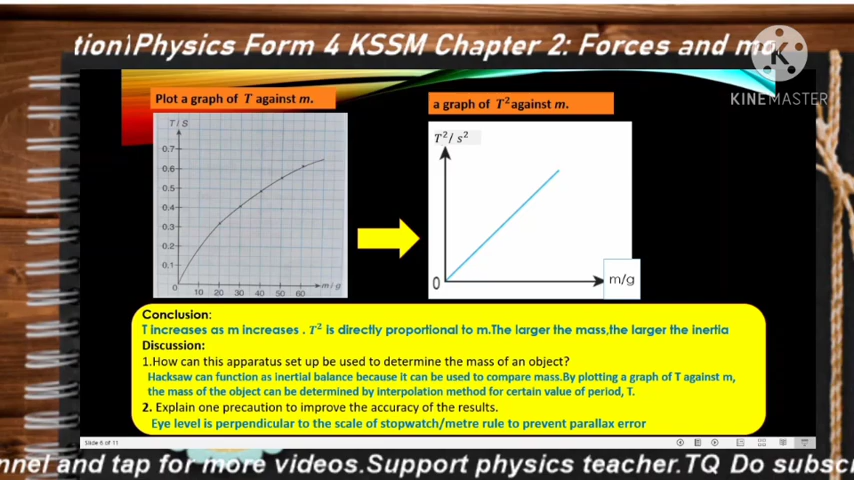 tion) Physics Form 4 KSSM Chapter 2: Forces and mo
KINEMASTER
Plot a graph of T against m.
a graph of T² against m.
T / S
0.7
0.6
0.5
0.4
0.3
0.2
0.1
0
10 20 30 40 50 60
m / g
T²/ s²
0
m/g
Conclusion:
T increases as m increases . T² is directly proportional to m.The larger the mass,the larger the inertia
Discussion:
1.How can this apparatus set up be used to determine the mass of an object?
Hacksaw can function as inertial balance because it can be used to compare mass.By plotting a graph of T against m,
the mass of the object can be determined by interpolation method for certain value of period, T.
2. Explain one precaution to improve the accuracy of the results.
Eye level is perpendicular to the scale of stopwatch/metre rule to prevent parallax error
Slide 6 of 11
nnel and tap for more videos.Support physics teacher.TQ Do subsc